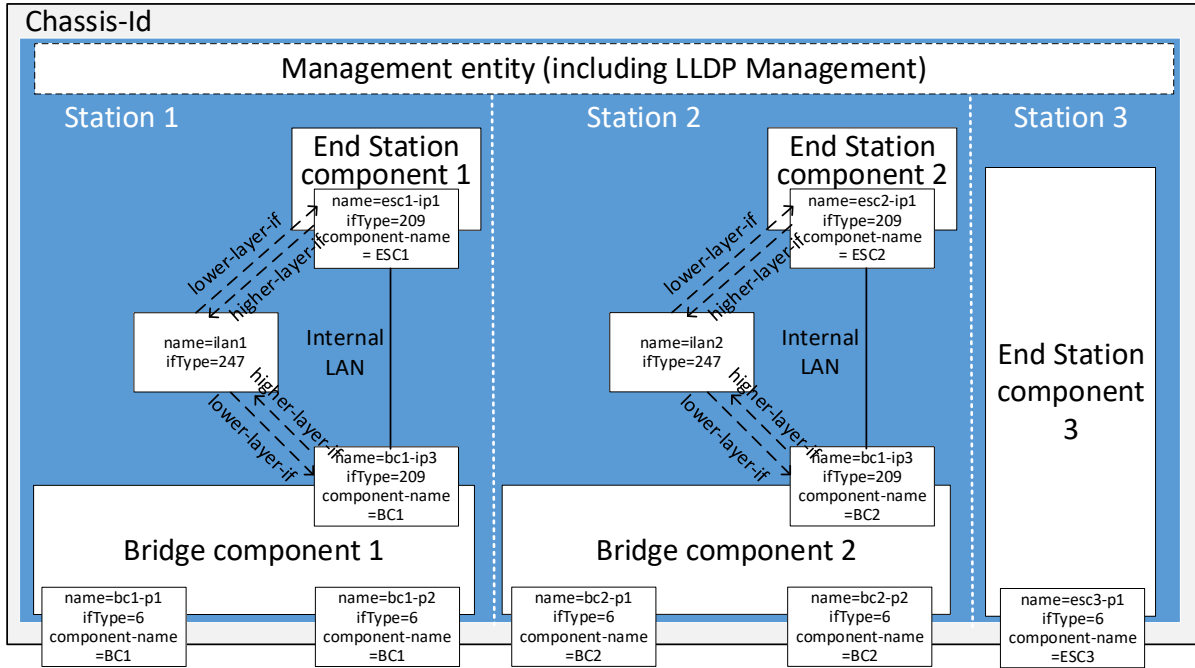 Chassis-Id
Management entity (including LLDP Management)
Station 1
Station 2
Station 3
End Station
component 1
name=esc1-ip1
ifType=209
component-name
= ESC1
lower-layer-if
higher-layer-if
name=ilan1
ifType=247
Internal
LAN
higher-layer-if
lower-layer-if
name=bc1-ip3
ifType=209
component-name
=BC1
Bridge component 1
name=bc1-p1
ifType=6
component-name
=BC1
name=bc1-p2
ifType=6
component-name
=BC1
End Station
component 2
name=esc2-ip1
ifType=209
componet-name
= ESC2
lower-layer-if
higher-layer-if
name=ilan2
ifType=247
Internal
LAN
higher-layer-if
lower-layer-if
name=bc1-ip3
ifType=209
component-name
=BC2
Bridge component 2
name=bc2-p1
ifType=6
component-name
=BC2
name=bc2-p2
ifType=6
component-name
=BC2
End Station
component
3
name=esc3-p1
ifType=6
component-name
=ESC3